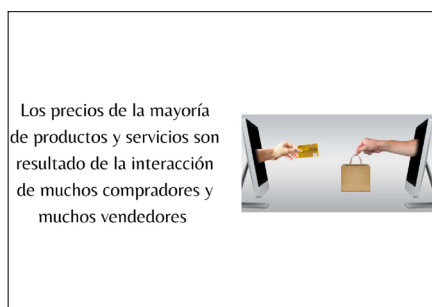 Los precios de la mayoría
de productos y servicios son
resultado de la interacción
de muchos compradores y
muchos vendedores